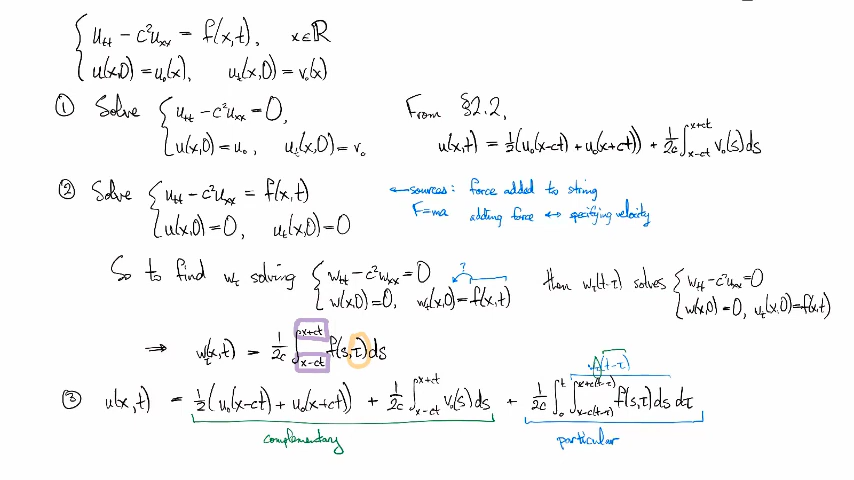 u_tt − c²u_xx = f(x,t),   x∈ℝ
u(x,0) = u₀(x),   u_t(x,0) = v₀(x)
① Solve { u_tt − c²u_xx = 0,   From §2.2,
u(x,0) = u₀,   u_t(x,0) = v₀   u(x,t) = ½(u₀(x−ct) + u₀(x+ct)) + 1/2c ∫_{x−ct}^{x+ct} v₀(s)ds
② Solve { u_tt − c²u_xx = f(x,t)   ← sources: force added to string
u(x,0) = 0,   u_t(x,0) = 0   F=ma   adding force ↔ specifying velocity
?
So to find w_τ solving { w_tt − c²w_xx = 0   then w_τ(t−τ) solves { w_tt − c²u_xx = 0
w(x,0) = 0,   w_t(x,0) = f(x,τ)   w(x,0) = 0,   u_t(x,0) = f(x,t)
⇒ w_τ(x,t) = 1/2c ∫_{x−ct}^{x+ct} f(s,τ)ds
(t−τ)
③ u(x,t) = ½(u₀(x−ct) + u₀(x+ct)) + 1/2c ∫_{x−ct}^{x+ct} v₀(s)ds + 1/2c ∫_0^t ∫_{x−c(t−τ)}^{x+c(t−τ)} f(s,τ)ds dτ
complementary   particular